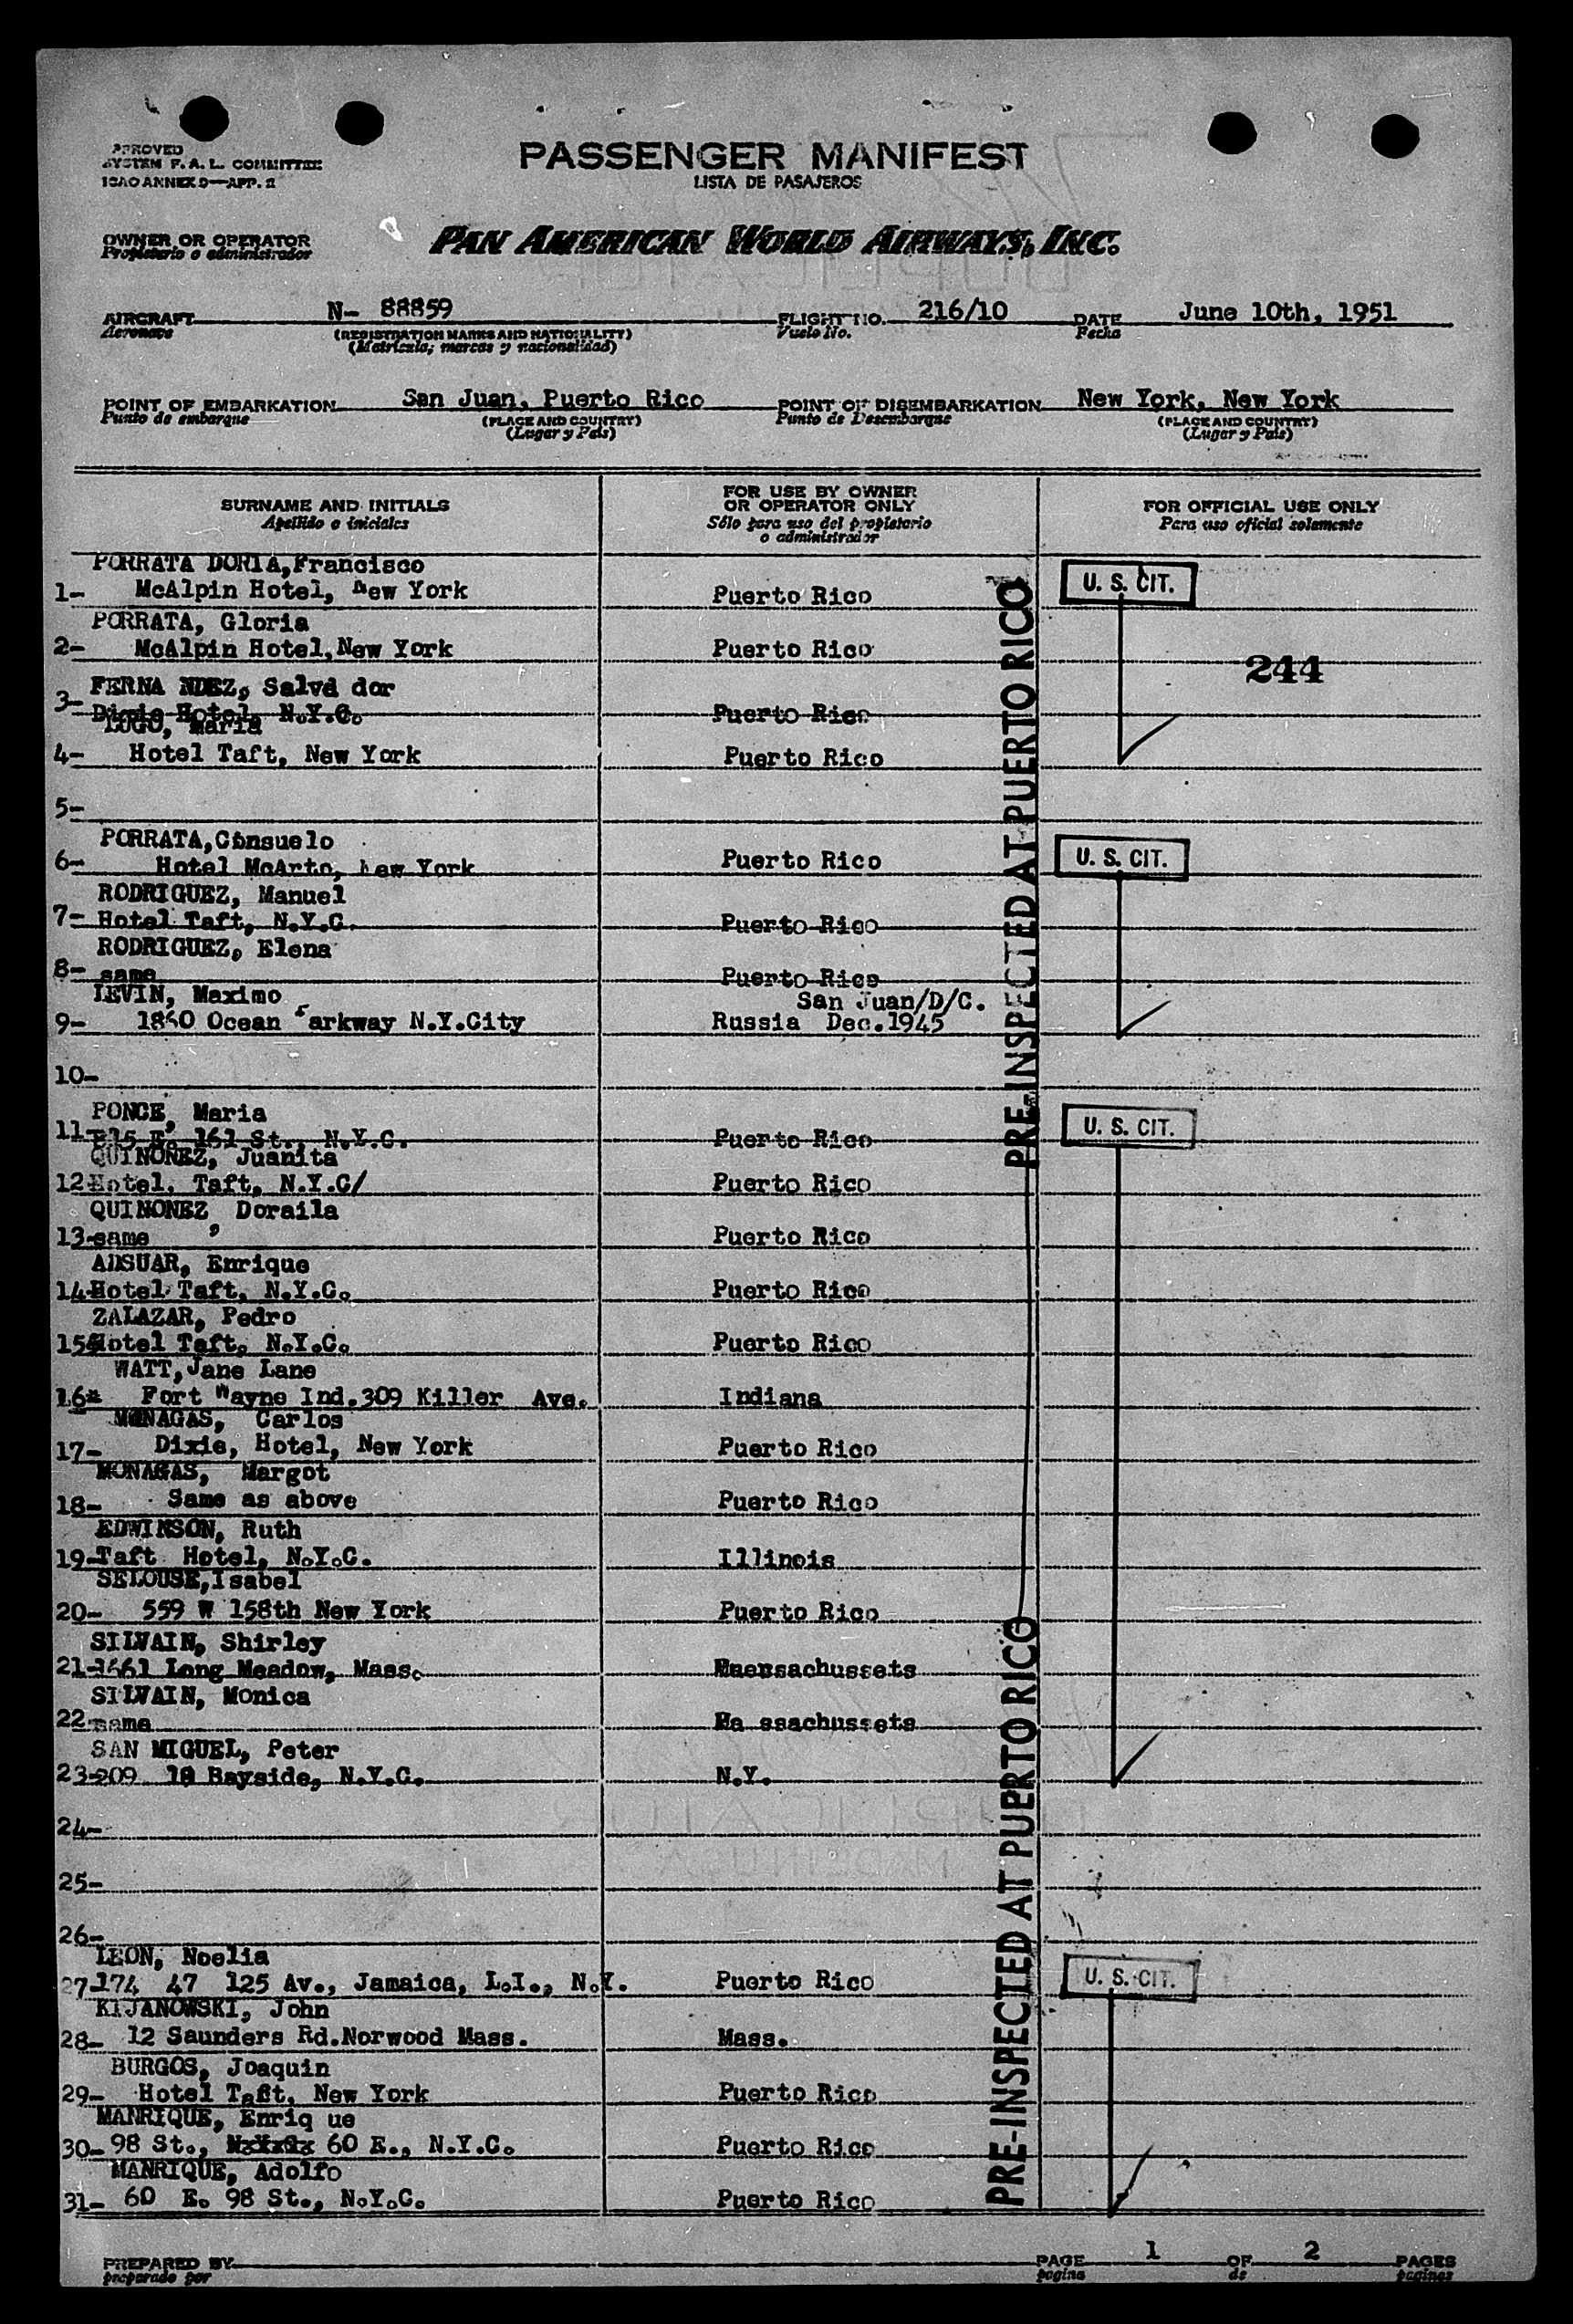 APPROVED
SYSTEM F.A.L. COMMITTEE
ICAO ANNEX 9—APP. 2
PASSENGER MANIFEST
LISTA DE PASAJEROS
OWNER OR OPERATOR
Propietario o administrador
PAN AMERICAN WORLD AIRWAYS, INC.
AIRCRAFT N- 88859 FLIGHT NO. 216/10 DATE June 10th, 1951
Aeronave (REGISTRATION MARKS AND NATIONALITY) Vuelo No. Fecha
(Matrícula; marcas y nacionalidad)
POINT OF EMBARKATION San Juan, Puerto Rico POINT OF DISEMBARKATION New York, New York
Punto de embarque (PLACE AND COUNTRY) Punto de Desembarque (PLACE AND COUNTRY)
(Lugar y País) (Lugar y País)
SURNAME AND INITIALS FOR USE BY OWNER OR OPERATOR ONLY FOR OFFICIAL USE ONLY
Apellido e iniciales Sólo para uso del propietario o administrador Para uso oficial solamente
PORRATA DORIA,Francisco
1- McAlpin Hotel, New York Puerto Rico U. S. CIT.
PORRATA, Gloria
2- McAlpin Hotel,New York Puerto Rico
244
FERNA NDEZ, Salva dor
3- Dixie Hotel, N.Y.C. Puerto Rico
LUGO, Maria
4- Hotel Taft, New York Puerto Rico
5-
PORRATA,Consuelo
6- Hotel McArto, New York Puerto Rico U. S. CIT.
RODRIGUEZ, Manuel
7- Hotel Taft, N.Y.C. Puerto Rico
RODRIGUEZ, Elena
8- same Puerto Rico
LEVIN, Maximo San Juan/D/C.
9- Ocean Parkway N.Y.City Russia Dec.1945
10-
PONCE, Maria
11- 161 St., N.Y.C. Puerto Rico U. S. CIT.
QUINONEZ, Juanita
12 Hotel. Taft, N.Y.C/ Puerto Rico
QUINONEZ, Doraila
13-same Puerto Rico
ADSUAR, Enrique
14-Hotel Taft, N.Y.C. Puerto Rico
ZALAZAR, Pedro
15-Hotel Taft, N.Y.C. Puerto Rico
WATT,Jane Lane
16- Fort Wayne Ind.309 Killer Ave. Indiana
MONAGAS, Carlos
17- Dixie, Hotel, New York Puerto Rico
MONAGAS, Margot
18- Same as above Puerto Rico
EDWINSON, Ruth
19-Taft Hotel, N.Y.C. Illinois
SELOUSE,Isabel
20- 559 W 158th New York Puerto Rico
SILVAIN, Shirley
21- Long Meadow, Mass. Massachussets
SILVAIN, Monica
22-same Ma ssachussets
SAN MIGUEL, Peter
23-209 18 Bayside, N.Y.C. N.Y.
24-
25-
26-
LEON, Noelia
27-174 47 125 Av., Jamaica, L.I., N.Y. Puerto Rico U. S. CIT.
KIJANOWSKI, John
28- 12 Saunders Rd.Norwood Mass. Mass.
BURGOS, Joaquin
29- Hotel Taft, New York Puerto Rico
MANRIQUE, Enriq ue
30- 98 St., 60 E., N.Y.C. Puerto Rico
MANRIQUE, Adolfo
31- 60 E. 98 St., N.Y.C. Puerto Rico
PRE-INSPECTED AT PUERTO RICO
PRE-INSPECTED AT PUERTO RICO
PREPARED BY PAGE 1 OF 2 PAGES
preparado por pagina de paginas